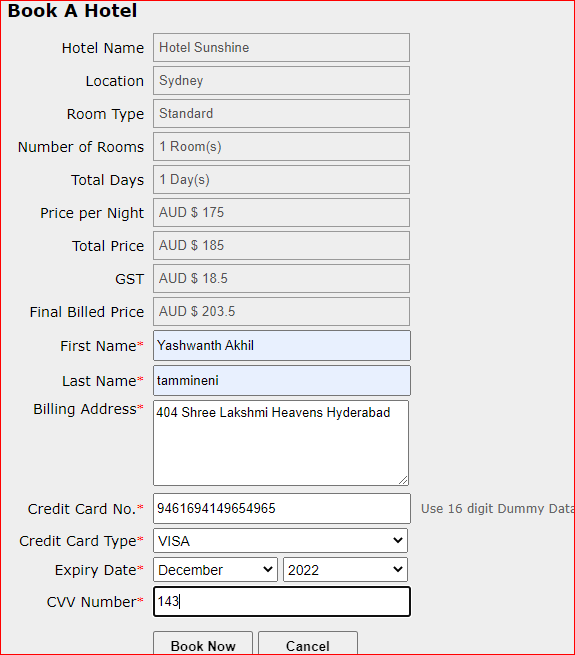 Book A Hotel
Hotel Name Hotel Sunshine
Location Sydney
Room Type Standard
Number of Rooms 1 Room(s)
Total Days 1 Day(s)
Price per Night AUD $ 175
Total Price AUD $ 185
GST AUD $ 18.5
Final Billed Price AUD $ 203.5
First Name* Yashwanth Akhil
Last Name* tammineni
Billing Address* 404 Shree Lakshmi Heavens Hyderabad
Credit Card No.* 9461694149654965 Use 16 digit Dummy Data
Credit Card Type* VISA
Expiry Date* December 2022
CVV Number* 143
Book Now Cancel